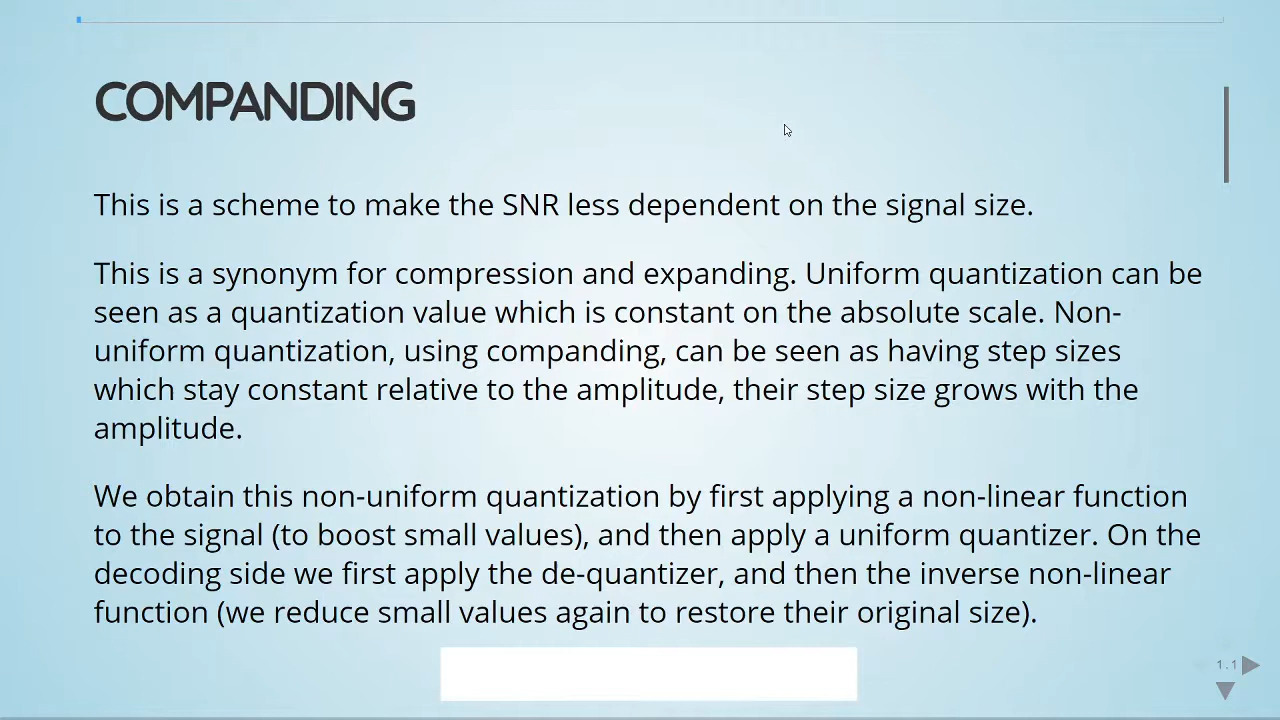 COMPANDING
This is a scheme to make the SNR less dependent on the signal size.
This is a synonym for compression and expanding. Uniform quantization can be
seen as a quantization value which is constant on the absolute scale. Non-
uniform quantization, using companding, can be seen as having step sizes
which stay constant relative to the amplitude, their step size grows with the
amplitude.
We obtain this non-uniform quantization by first applying a non-linear function
to the signal (to boost small values), and then apply a uniform quantizer. On the
decoding side we first apply the de-quantizer, and then the inverse non-linear
function (we reduce small values again to restore their original size).
1.1